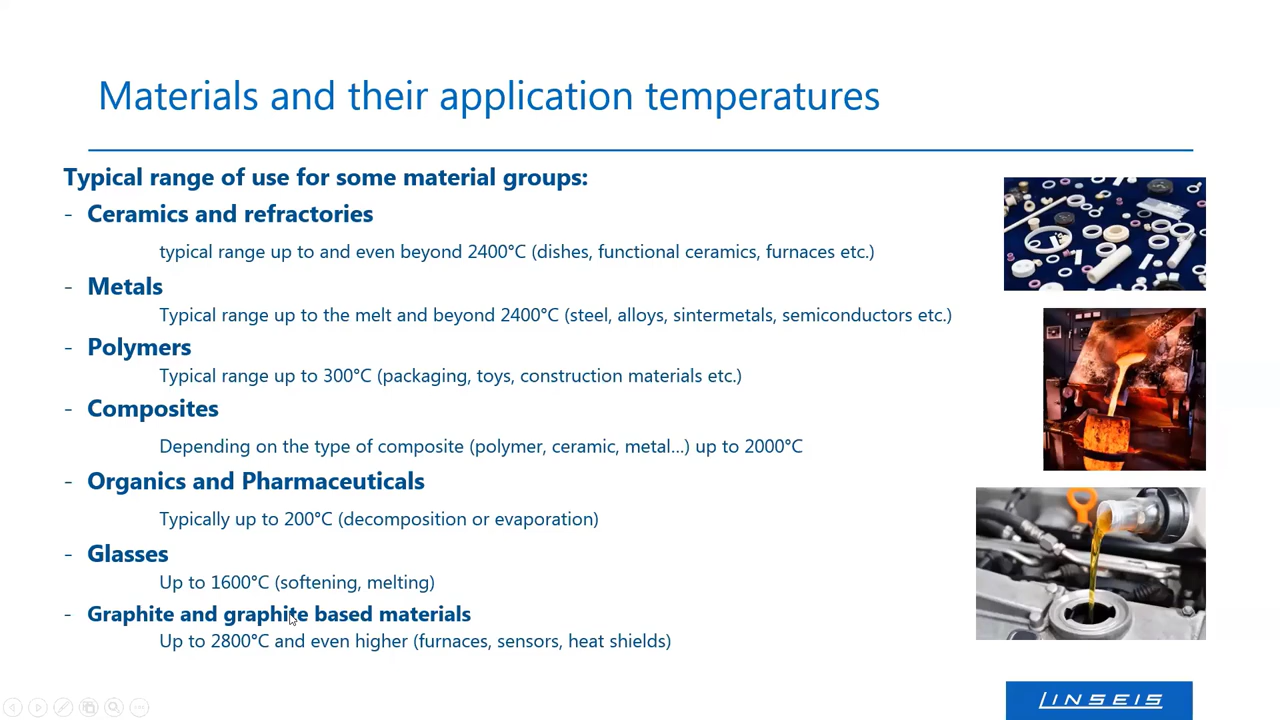 Materials and their application temperatures
Typical range of use for some material groups:
- Ceramics and refractories
typical range up to and even beyond 2400°C (dishes, functional ceramics, furnaces etc.)
- Metals
Typical range up to the melt and beyond 2400°C (steel, alloys, sintermetals, semiconductors etc.)
- Polymers
Typical range up to 300°C (packaging, toys, construction materials etc.)
- Composites
Depending on the type of composite (polymer, ceramic, metal...) up to 2000°C
- Organics and Pharmaceuticals
Typically up to 200°C (decomposition or evaporation)
- Glasses
Up to 1600°C (softening, melting)
- Graphite and graphite based materials
Up to 2800°C and even higher (furnaces, sensors, heat shields)
LINSEIS